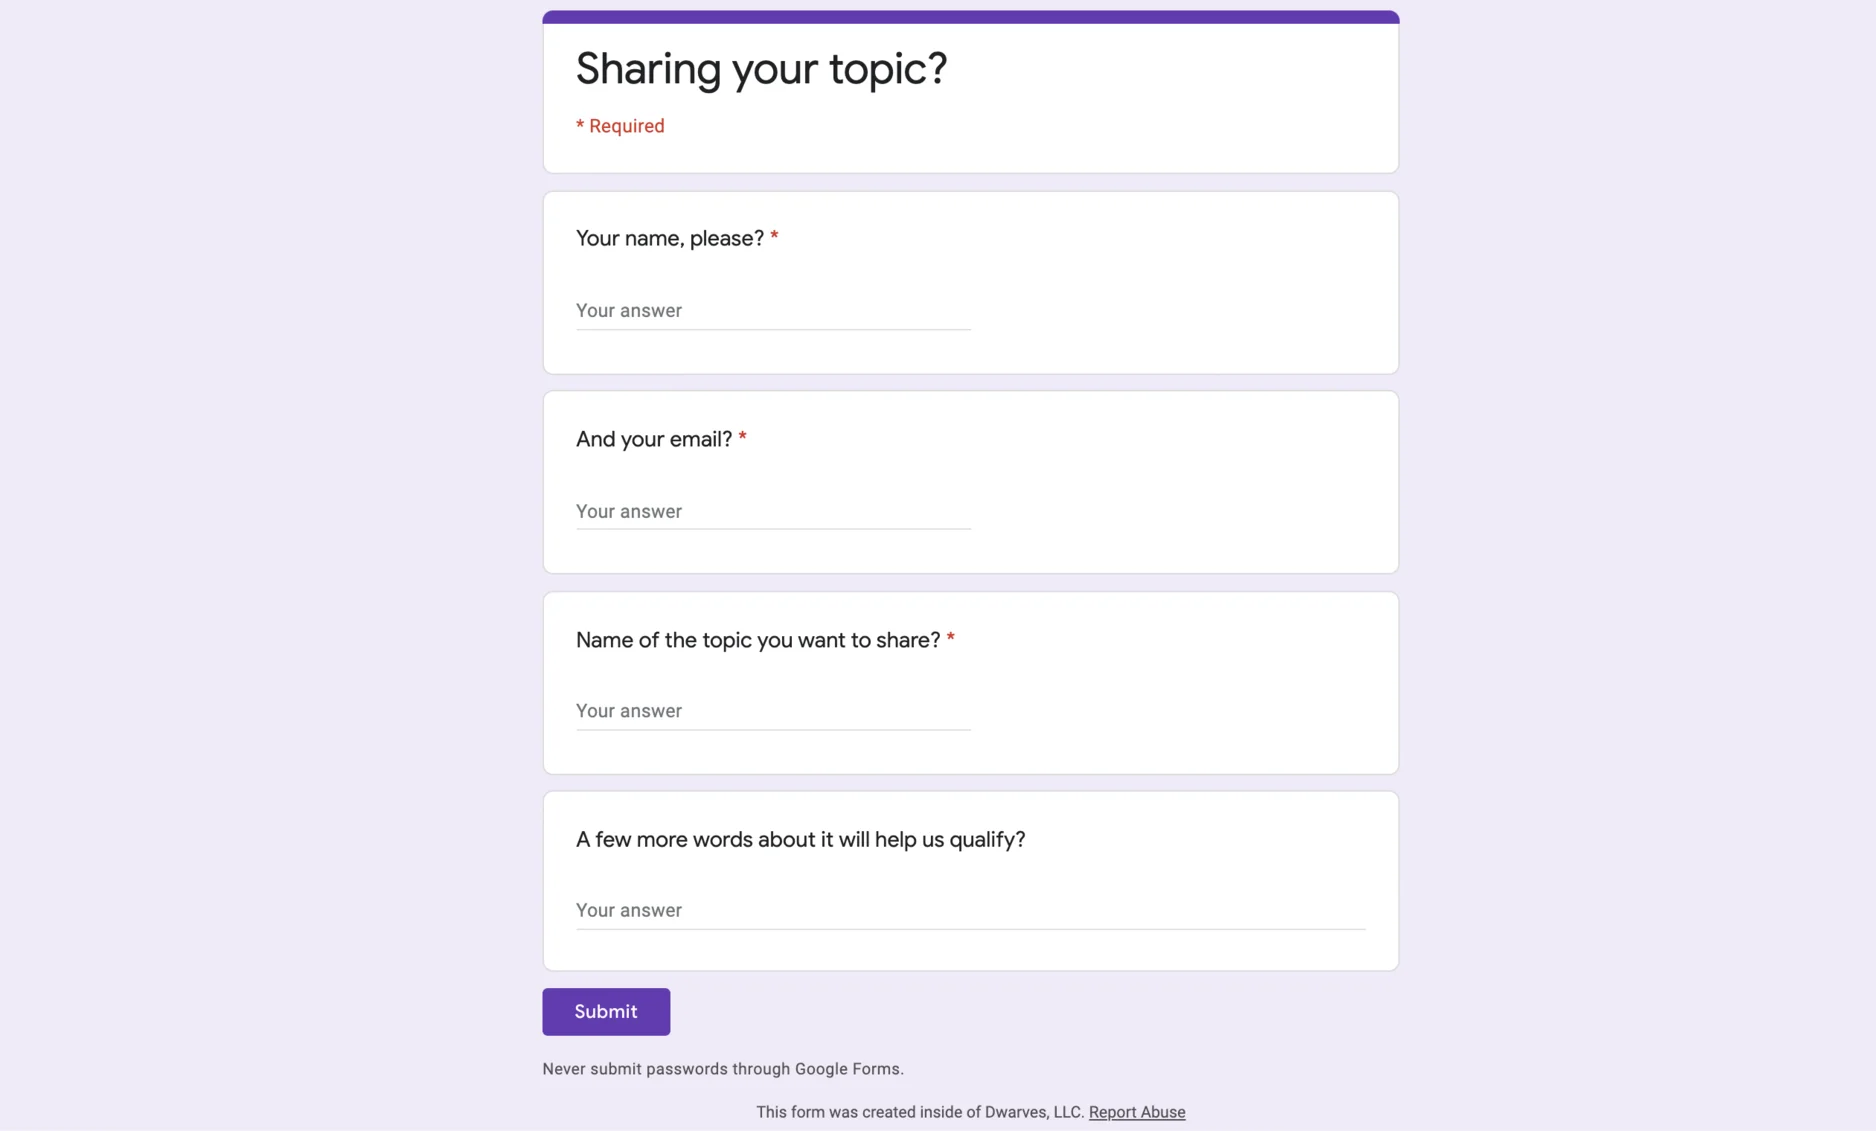 Sharing your topic?
* Required
Your name, please? *
Your answer
And your email? *
Your answer
Name of the topic you want to share? *
Your answer
A few more words about it will help us qualify?
Your answer
Submit
Never submit passwords through Google Forms.
This form was created inside of Dwarves, LLC. Report Abuse